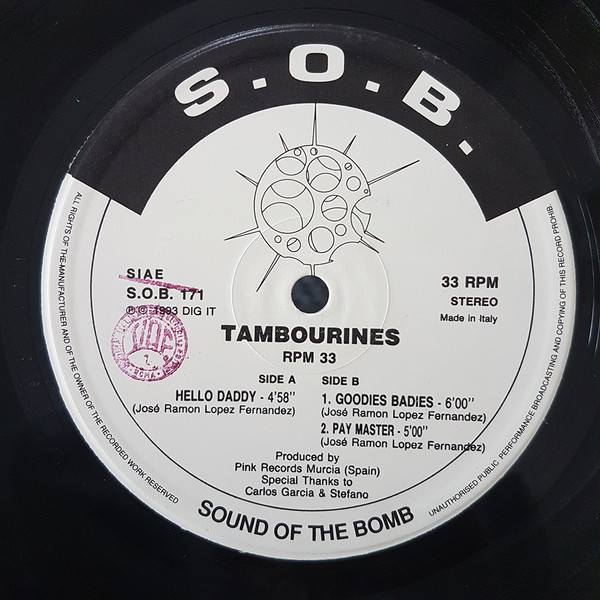 S.O.B.
SIAE
S.O.B. 171
℗ © 1993 DIG IT
33 RPM
STEREO
Made in Italy
TAMBOURINES
RPM 33
SIDE A
HELLO DADDY - 4'58"
(José Ramon Lopez Fernandez)
SIDE B
1. GOODIES BADIES - 6'00"
(José Ramon Lopez Fernandez)
2. PAY MASTER - 5'00"
(José Ramon Lopez Fernandez)
Produced by
Pink Records Murcia (Spain)
Special Thanks to
Carlos Garcia & Stefano
SOUND OF THE BOMB
ALL RIGHTS OF THE MANUFACTURER AND OF THE OWNER OF THE RECORDED WORK RESERVED
UNAUTHORISED PUBLIC PERFORMANCE BROADCASTING AND COPYING OF THIS RECORD PROHIB.